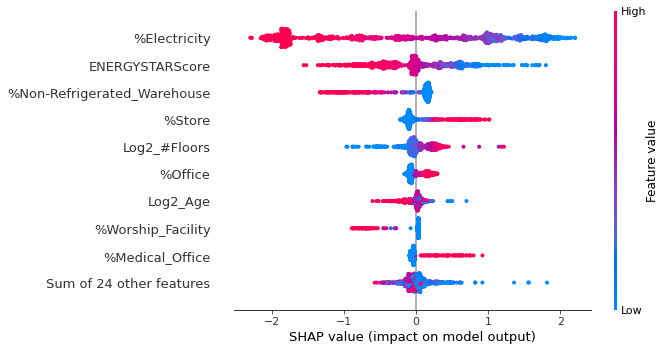 High
%Electricity
ENERGYSTARScore
%Non-Refrigerated_Warehouse
%Store
Log2_#Floors
%Office
Log2_Age
%Worship_Facility
%Medical_Office
Sum of 24 other features
Feature value
Low
−2 −1 0 1 2
SHAP value (impact on model output)